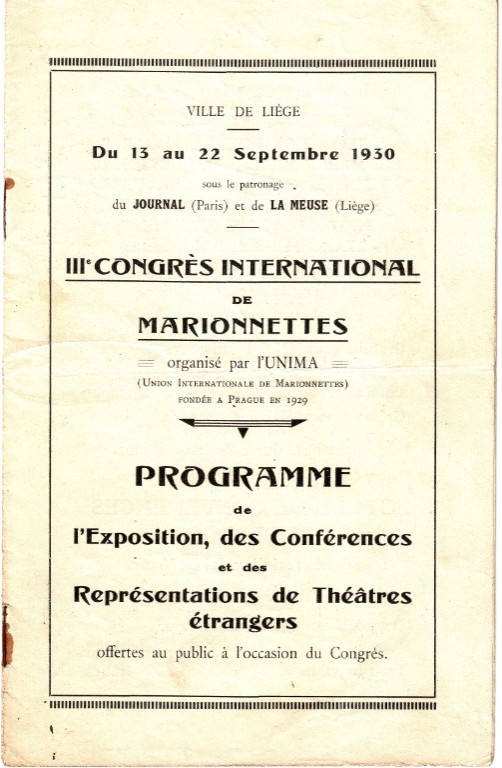 VILLE DE LIÈGE
Du 13 au 22 Septembre 1930
sous le patronage
du JOURNAL (Paris) et de LA MEUSE (Liège)
IIIe CONGRÈS INTERNATIONAL
DE
MARIONNETTES
organisé par l'UNIMA
(UNION INTERNATIONALE DE MARIONNETTES)
FONDÉE A PRAGUE EN 1929
PROGRAMME
de
l'Exposition, des Conférences
et des
Représentations de Théâtres
étrangers
offertes au public à l'occasion du Congrès.